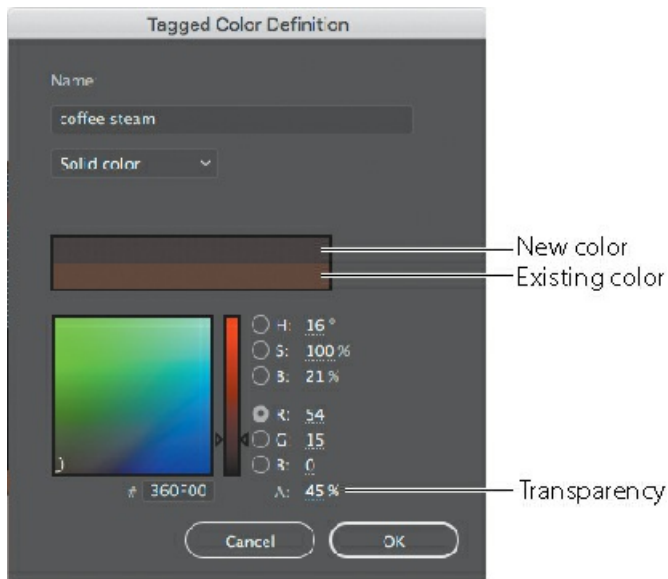 Tagged Color Definition
Name
coffee steam
Solid color
New color
Existing color
H: 16°
S: 100%
B: 21%
R: 54
G: 15
B: 0
# 360F00
A: 45%
Transparency
Cancel
OK